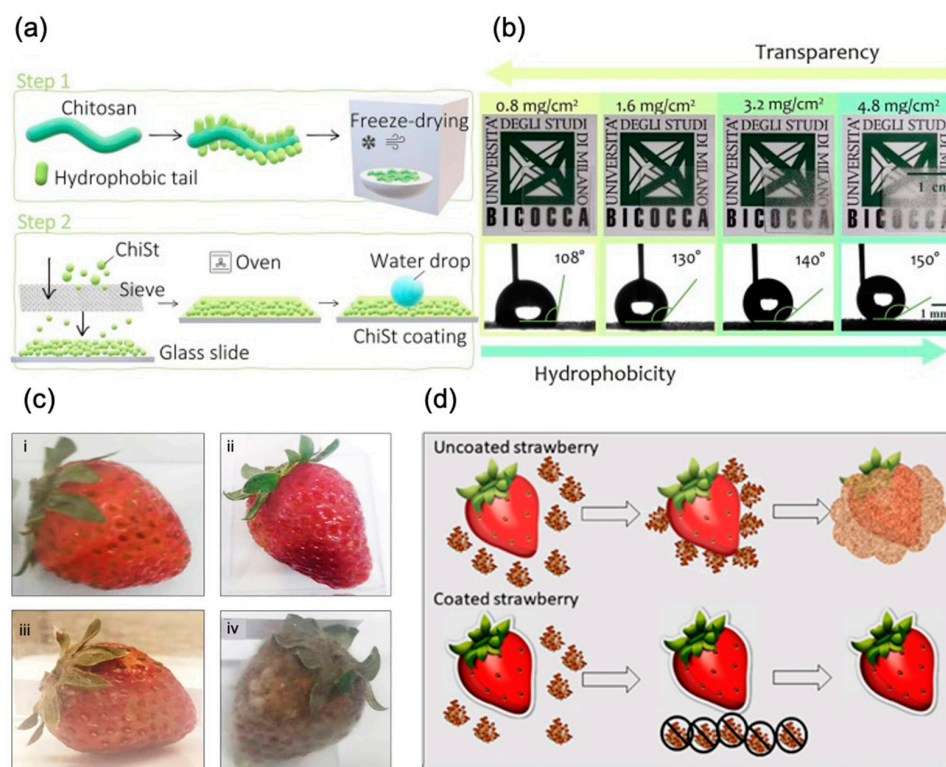 (a)
Step 1
Chitosan
Hydrophobic tail
Freeze-drying
Step 2
ChiSt
Sieve
Glass slide
Oven
Water drop
ChiSt coating
(b)
Transparency
0.8 mg/cm²
1.6 mg/cm²
3.2 mg/cm²
4.8 mg/cm²
UNIVERSITÀ
DEGLI STUDI
DI MILANO
BICOCCA
UNIVERSITÀ
DEGLI STUDI
DI MILANO
BICOCCA
UNIVERSITÀ
DEGLI STUDI
DI MILANO
BICOCCA
UNIVERSITÀ
DEGLI STUDI
DI MILANO
BICOCCA
1 cm
108°
130°
140°
150°
1 mm
Hydrophobicity
(c)
i
ii
iii
iv
(d)
Uncoated strawberry
Coated strawberry